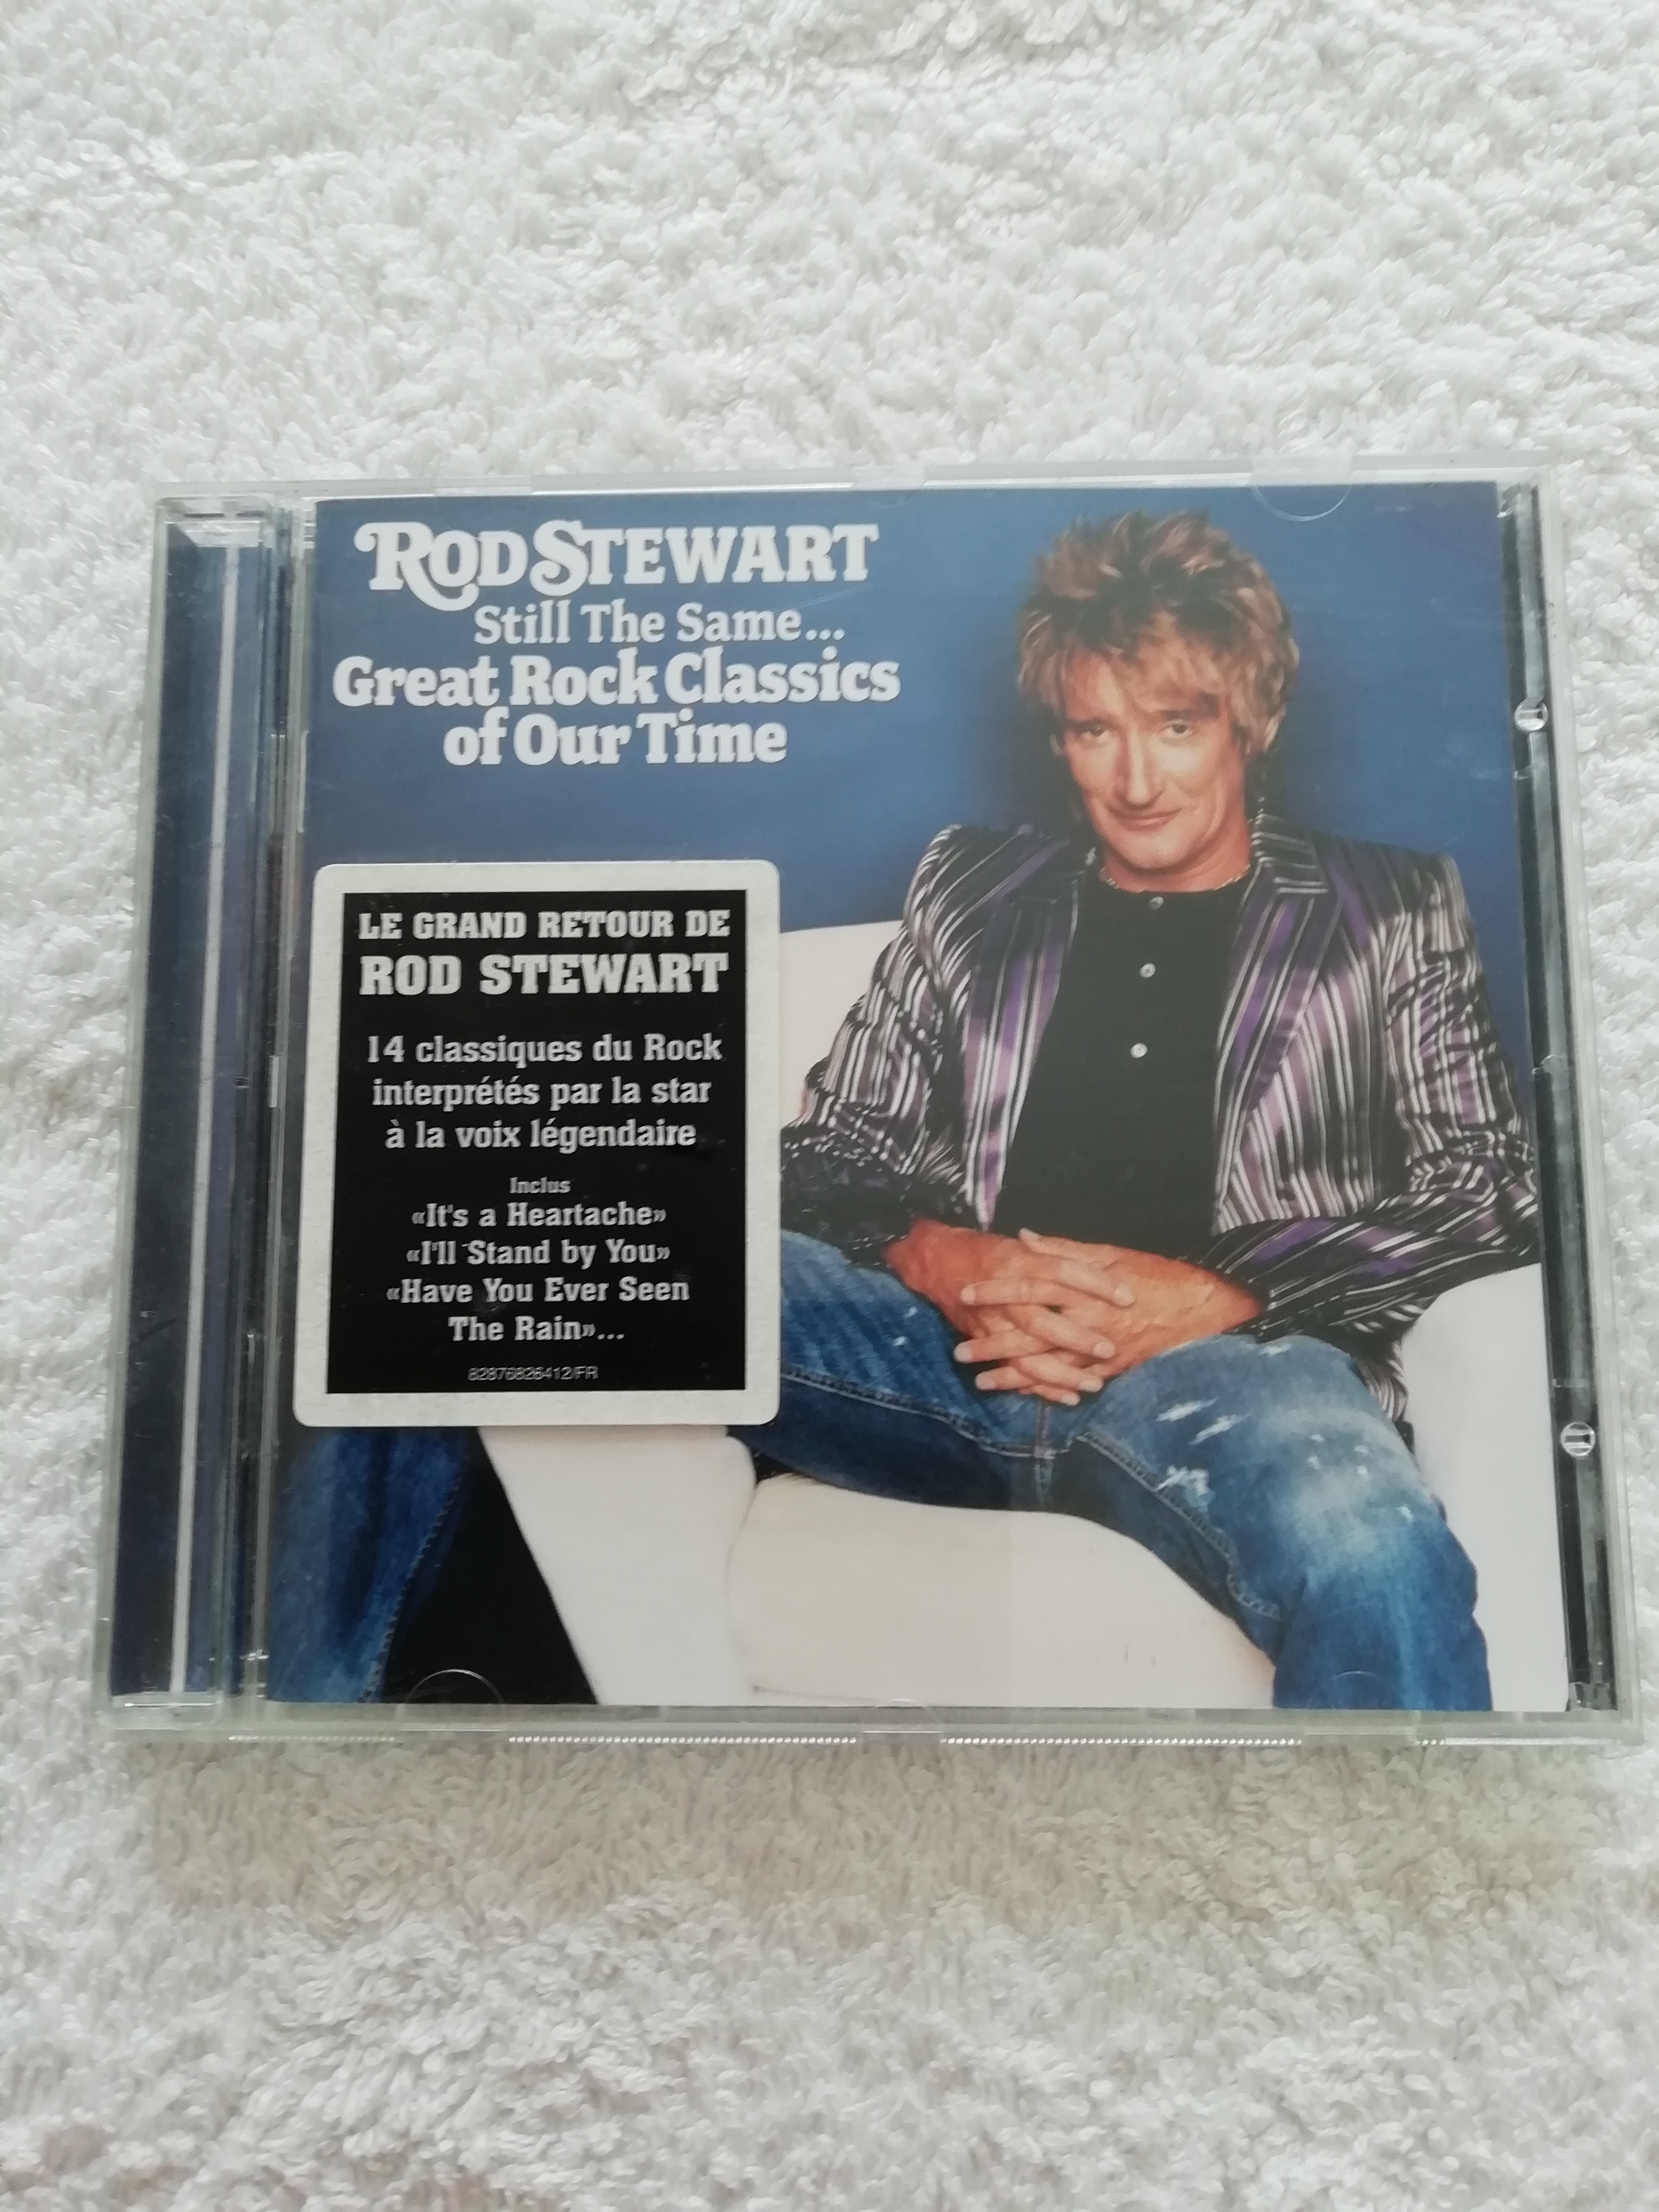 ROD STEWART
Still The Same...
Great Rock Classics
of Our Time
LE GRAND RETOUR DE
ROD STEWART
14 classiques du Rock
interprétés par la star
à la voix légendaire
Inclus
«It's a Heartache»
«I'll Stand by You»
«Have You Ever Seen
The Rain»...
82876826412/FR